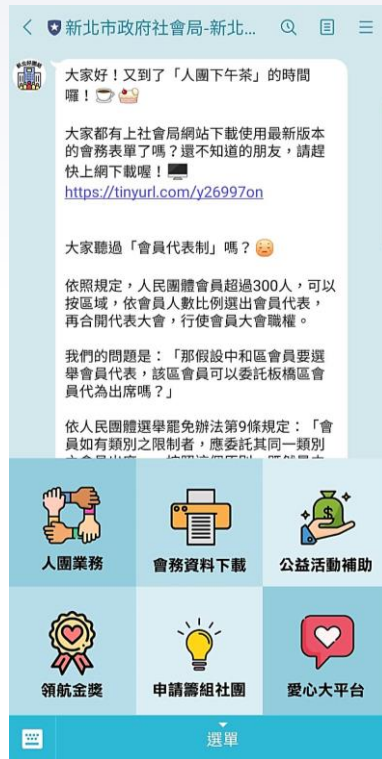 新北市政府社會局-新北...
大家好！又到了「人團下午茶」的時間
囉！
大家都有上社會局網站下載使用最新版本
的會務表單了嗎？還不知道的朋友，請趕
快上網下載喔！
https://tinyurl.com/y26997on
大家聽過「會員代表制」嗎？
依照規定，人民團體會員超過300人，可以
按區域，依會員人數比例選出會員代表，
再合開代表大會，行使會員大會職權。
我們的問題是：「那假設中和區會員要選
舉會員代表，該區會員可以委託板橋區會
員代為出席嗎？」
依人民團體選舉罷免辦法第9條規定：「會
員如有類別之限制者，應委託其同一類別
人團業務
會務資料下載
公益活動補助
領航金獎
申請籌組社團
愛心大平台
選單